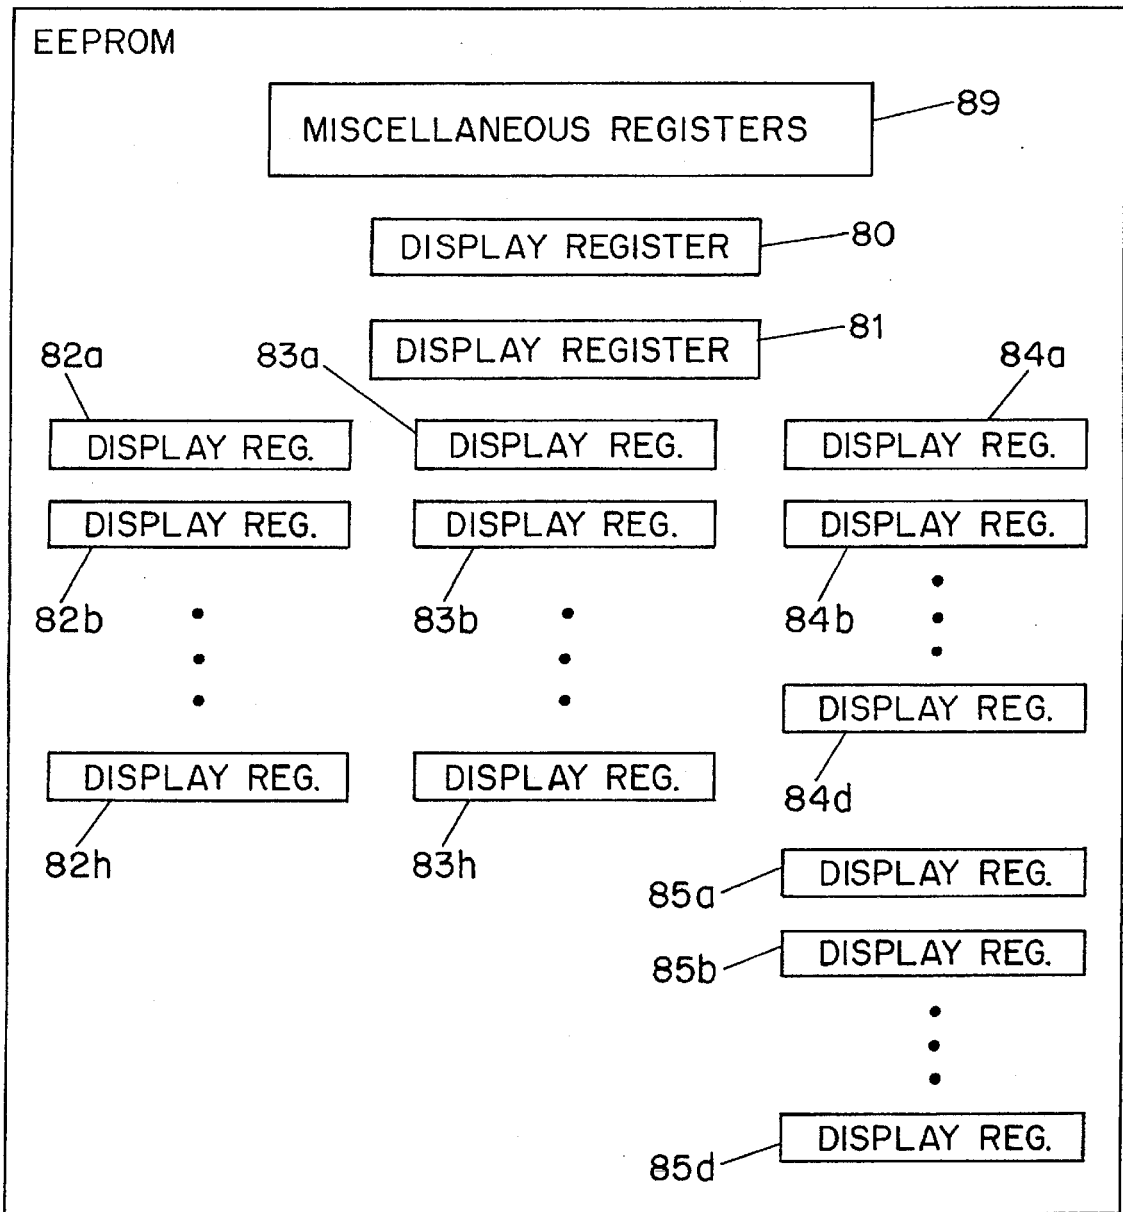 EEPROM
MISCELLANEOUS REGISTERS
89
DISPLAY REGISTER
80
DISPLAY REGISTER
81
82a
83a
84a
DISPLAY REG.
DISPLAY REG.
DISPLAY REG.
DISPLAY REG.
DISPLAY REG.
DISPLAY REG.
82b
83b
84b
DISPLAY REG.
84d
DISPLAY REG.
DISPLAY REG.
82h
83h
DISPLAY REG.
85a
DISPLAY REG.
85b
DISPLAY REG.
85d